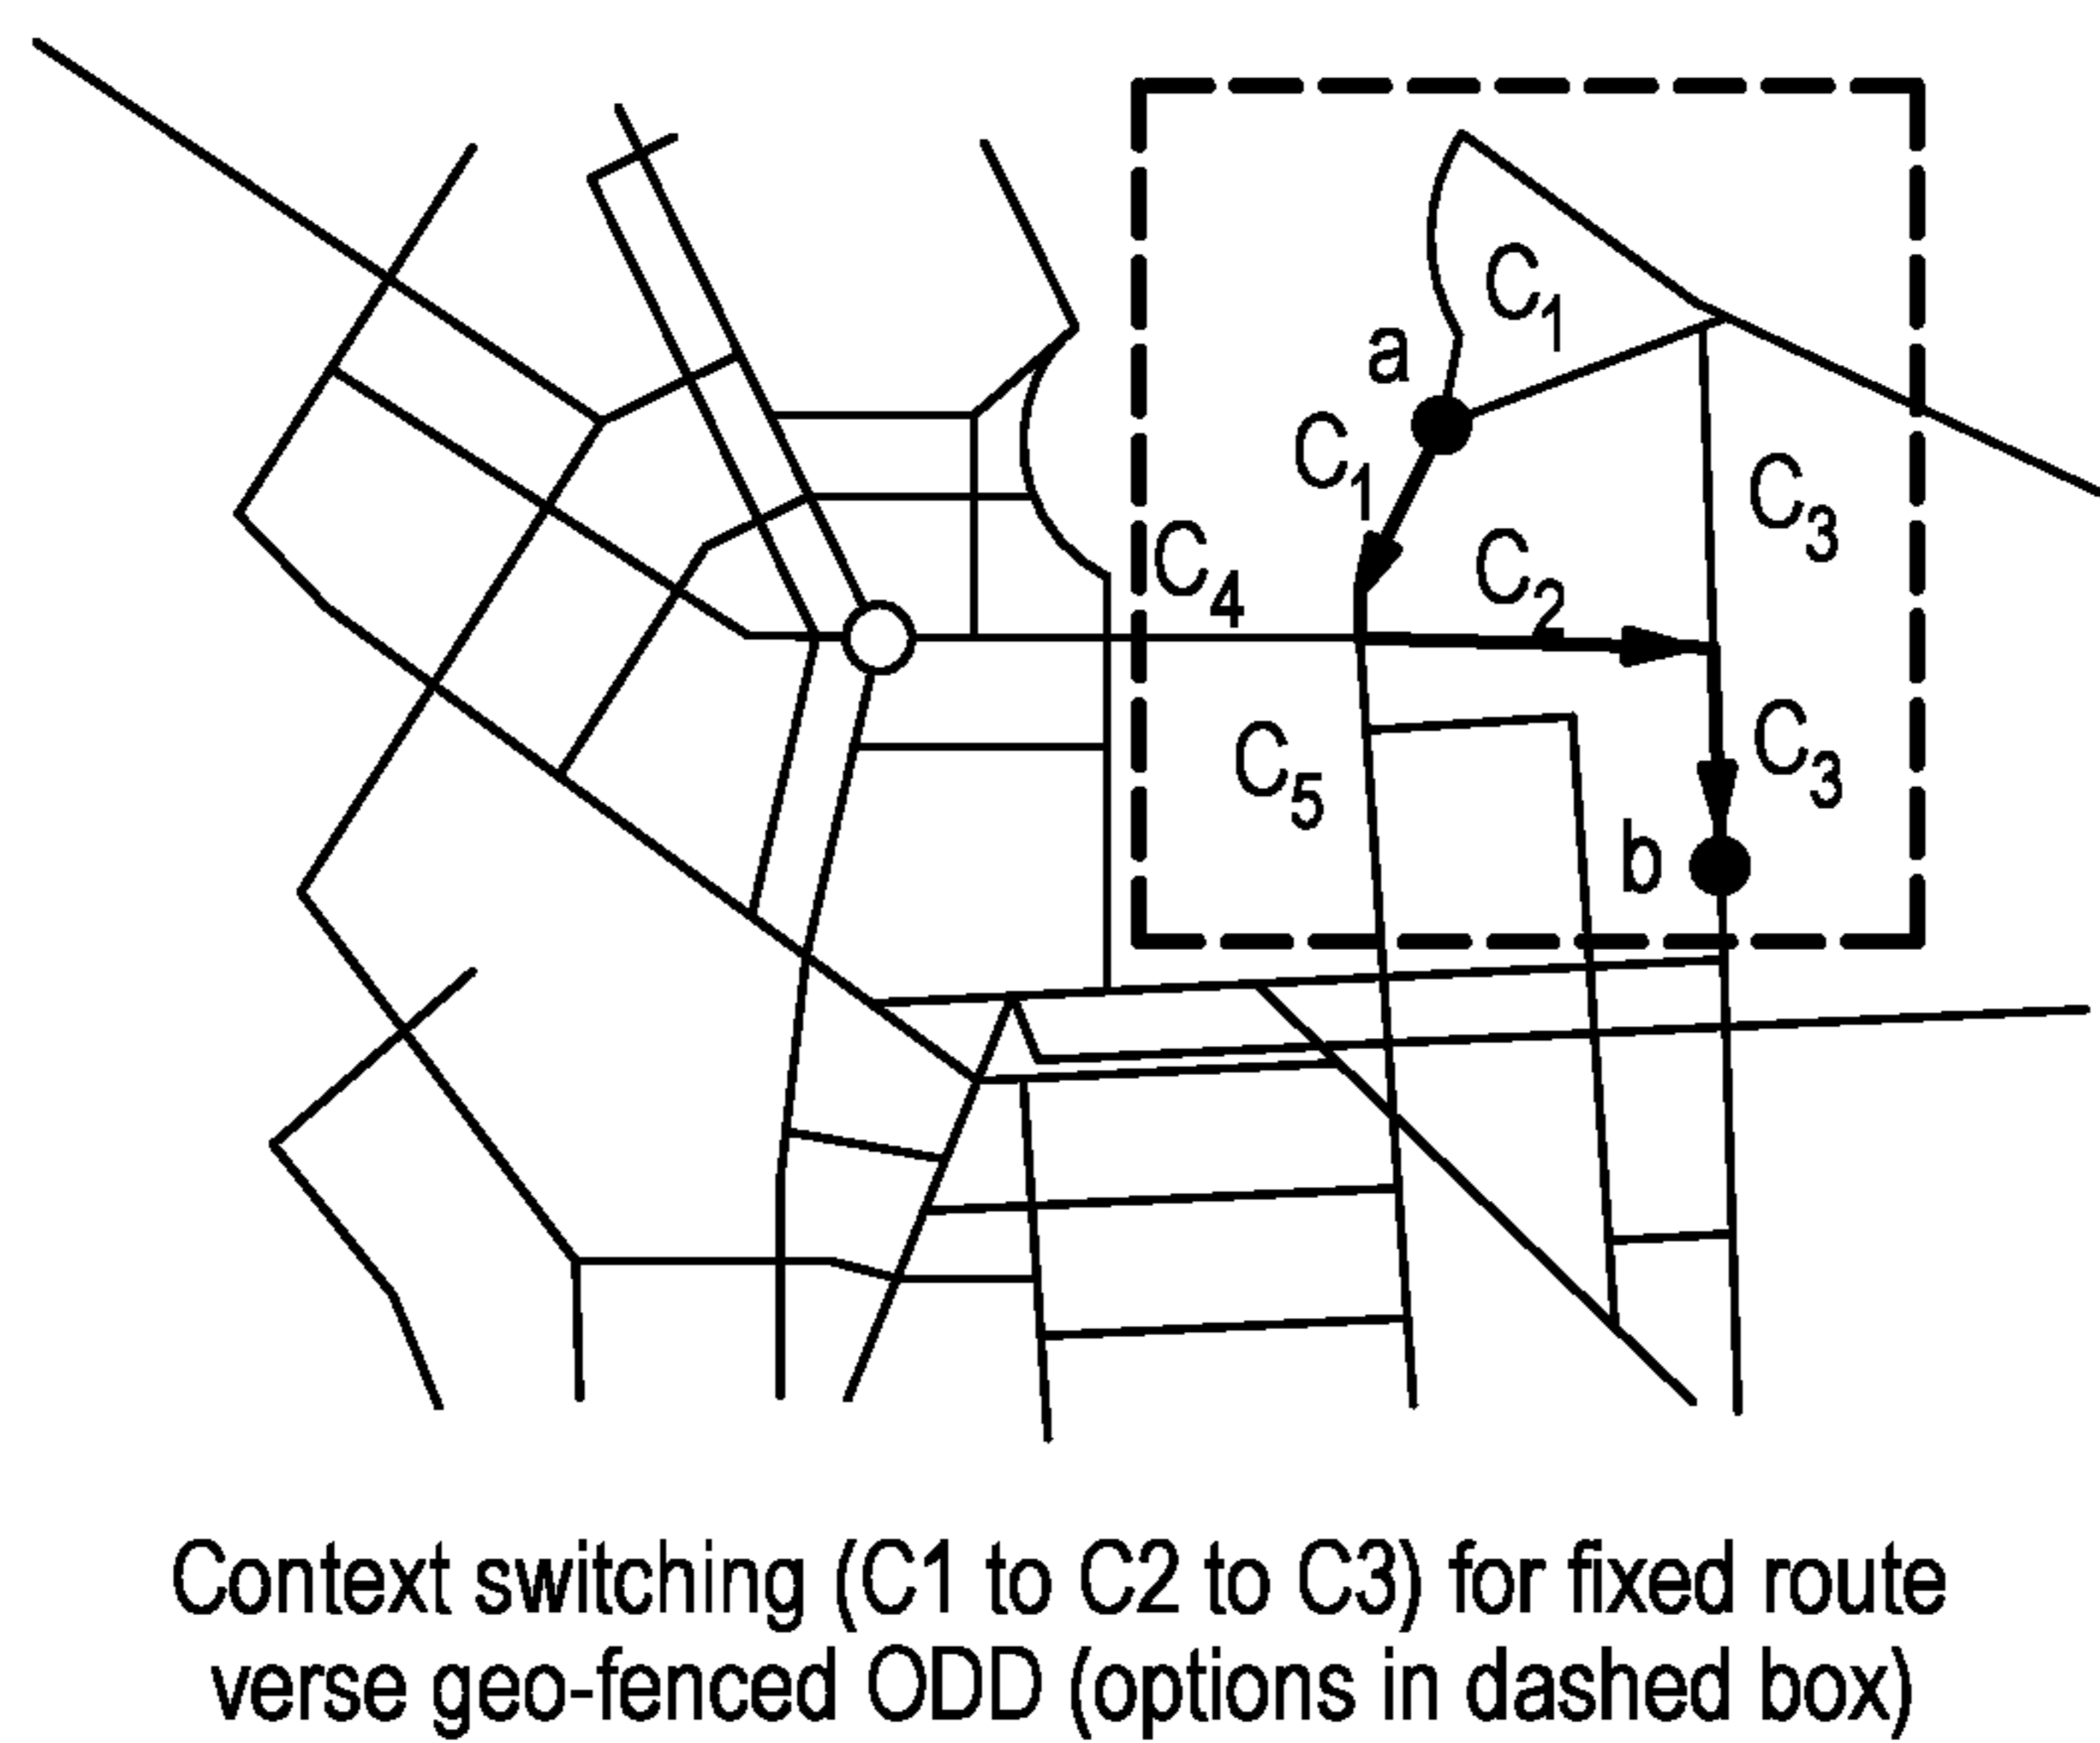 C1
a
C1
C3
C4
C2
C5
C3
b
Context switching (C1 to C2 to C3) for fixed route
verse geo-fenced ODD (options in dashed box)